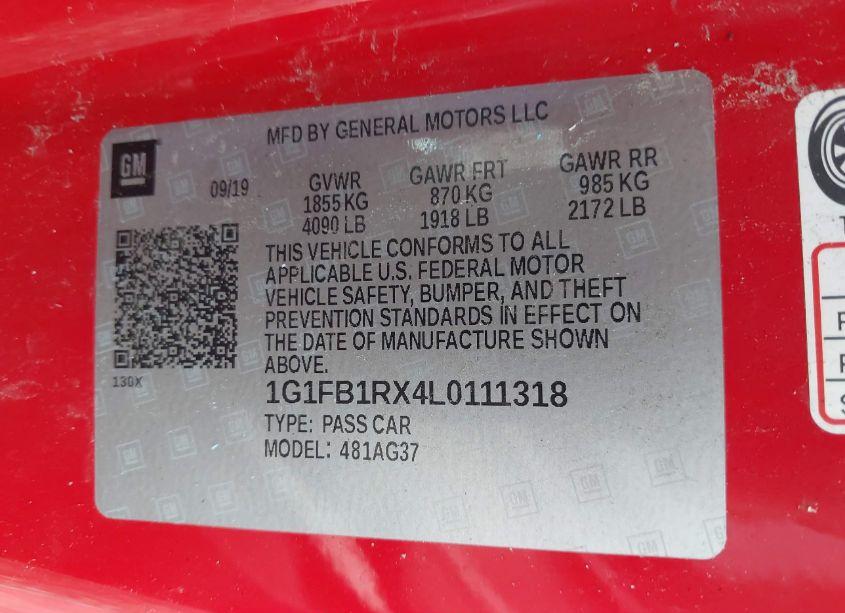 MFD BY GENERAL MOTORS LLC
GM
09/19
GVWR
1855 KG
4090 LB
GAWR FRT
870 KG
1918 LB
GAWR RR
985 KG
2172 LB
THIS VEHICLE CONFORMS TO ALL
APPLICABLE U.S. FEDERAL MOTOR
VEHICLE SAFETY, BUMPER, AND THEFT
PREVENTION STANDARDS IN EFFECT ON
THE DATE OF MANUFACTURE SHOWN
ABOVE.
130X
1G1FB1RX4L0111318
TYPE: PASS CAR
MODEL: 481AG37